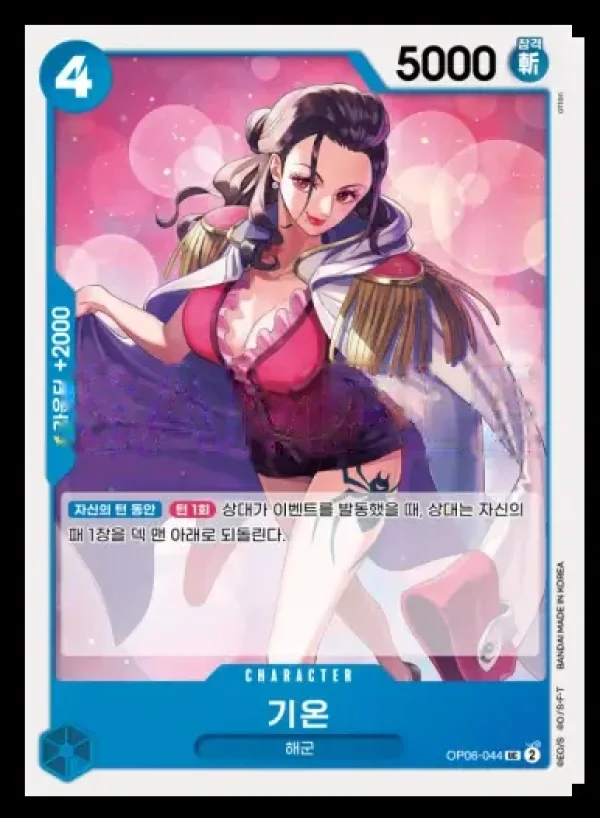 4
5000
참격
斬
otton
카운터 +2000
자신의 턴 동안 턴 1회 상대가 이벤트를 발동했을 때, 상대는 자신의
패 1장을 덱 맨 아래로 되돌린다.
CHARACTER
기온
해군
OP06-044 UC 2
©EO/S ©O/S·F·T BANDAI MADE IN KOREA